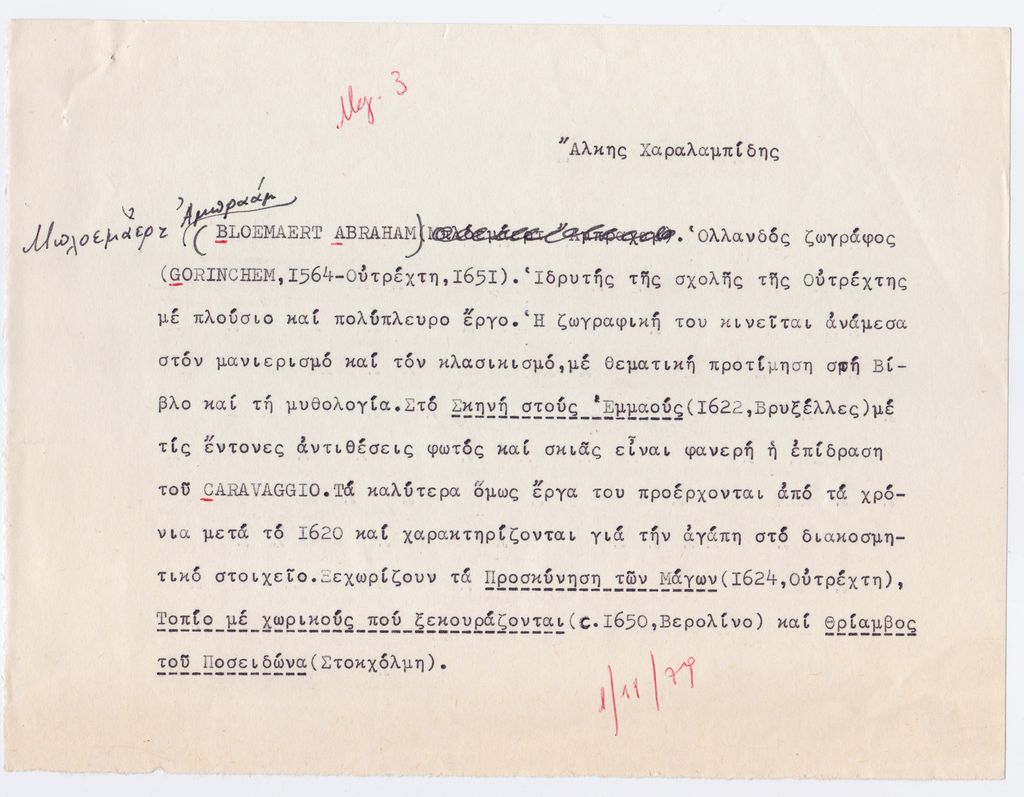 Μεγ. 3
Ἄλκης Χαραλαμπίδης
Μπλοεμάερτ Ἀμπραάμ
(BLOEMAERT ABRAHAM) . Ὁλλανδός ζωγράφος
(GORINCHEM,1564-Οὐτρέχτη,1651). Ἱδρυτής τῆς σχολῆς τῆς Οὐτρέχτης
μέ πλούσιο καί πολύπλευρο ἔργο. Ἡ ζωγραφική του κινεῖται ἀνάμεσα
στόν μανιερισμό καί τόν κλασικισμό,μέ θεματική προτίμηση στή Βί-
βλο καί τή μυθολογία.Στό Σκηνή στούς Ἐμμαούς(1622,Βρυξέλλες)μέ
τίς ἔντονες ἀντιθέσεις φωτός καί σκιᾶς εἶναι φανερή ἡ ἐπίδραση
τοῦ CARAVAGGIO.Τά καλύτερα ὅμως ἔργα του προέρχονται ἀπό τά χρό-
νια μετά τό 1620 καί χαρακτηρίζονται γιά τήν ἀγάπη στό διακοσμη-
τικό στοιχεῖο.Ξεχωρίζουν τά Προσκύνηση τῶν Μάγων(1624,Οὐτρέχτη),
Τοπίο μέ χωρικούς πού ξεκουράζονται(c.1650,Βερολίνο) καί Θρίαμβος
τοῦ Ποσειδώνα(Στοκχόλμη).
1/11/79